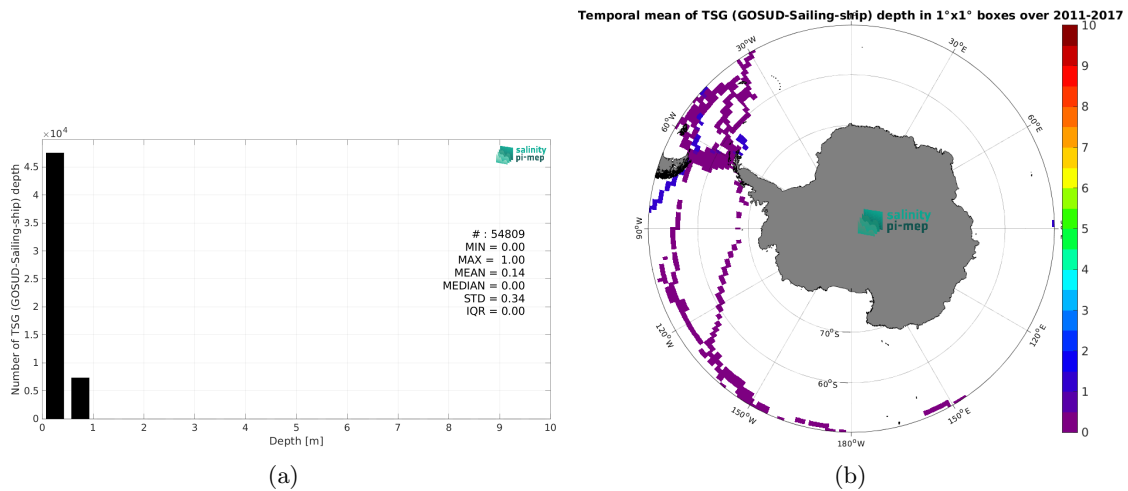 Temporal mean of TSG (GOSUD-Sailing-ship) depth in 1°x1° boxes over 2011-2017
×10⁴
Number of TSG (GOSUD-Sailing-ship) depth
4.5
4
3.5
3
2.5
2
1.5
1
0.5
0
0 1 2 3 4 5 6 7 8 9 10
Depth [m]
salinity
pi-mep
# : 54809
MIN = 0.00
MAX = 1.00
MEAN = 0.14
MEDIAN = 0.00
STD = 0.34
IQR = 0.00
(a)
30°W
30°E
60°W
60°E
90°W
120°W
120°E
150°W
150°E
180°W
70°S
60°S
salinity
pi-mep
10
9
8
7
6
5
4
3
2
1
0
(b)